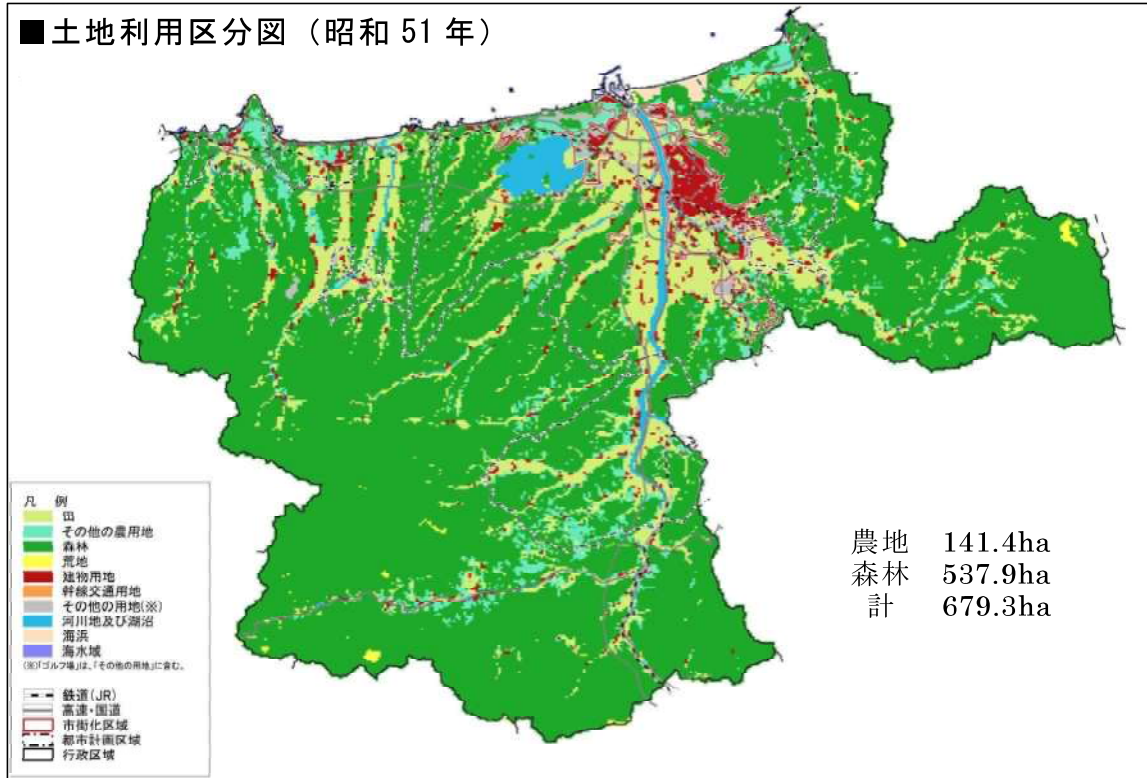 ■土地利用区分図（昭和 51 年）
凡　例
田
その他の農用地
森林
荒地
建物用地
幹線交通用地
その他の用地(※)
河川地及び湖沼
海浜
海水域
(※)「ゴルフ場」は、「その他の用地」に含む。
鉄道(JR)
高速・国道
市街化区域
都市計画区域
行政区域
農地　141.4ha
森林　537.9ha
計　679.3ha